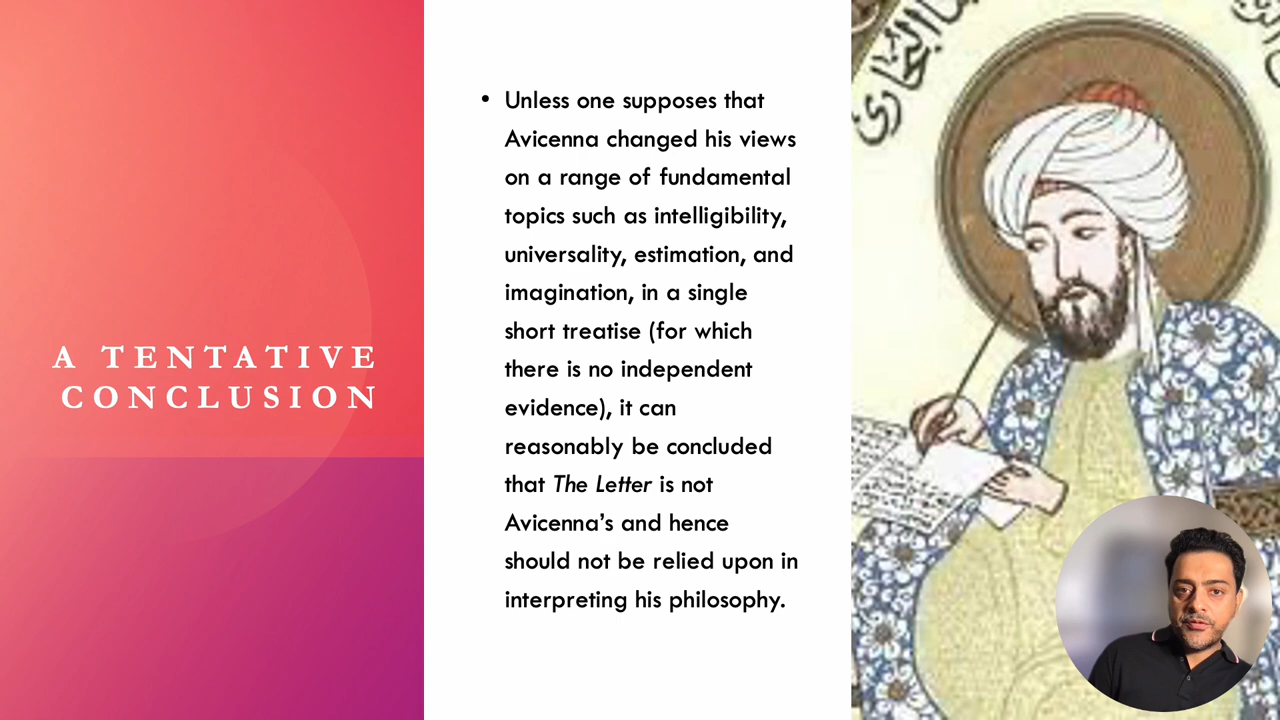 A TENTATIVE
CONCLUSION
• Unless one supposes that
Avicenna changed his views
on a range of fundamental
topics such as intelligibility,
universality, estimation, and
imagination, in a single
short treatise (for which
there is no independent
evidence), it can
reasonably be concluded
that The Letter is not
Avicenna’s and hence
should not be relied upon in
interpreting his philosophy.